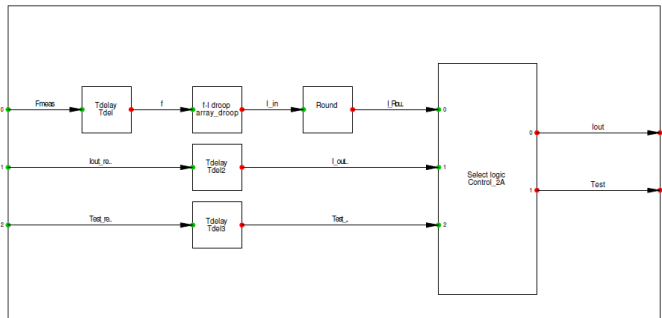 Fmeas
Tdelay
Tdel
f
f-I droop
array_droop
I_in
Round
I_Rou..
0
0
0
Iout
Iout_re..
Tdelay
Tdel2
I_out..
1
1
Select logic
Control_2A
1
Test
Test_re..
Tdelay
Tdel3
Test_..
2
2